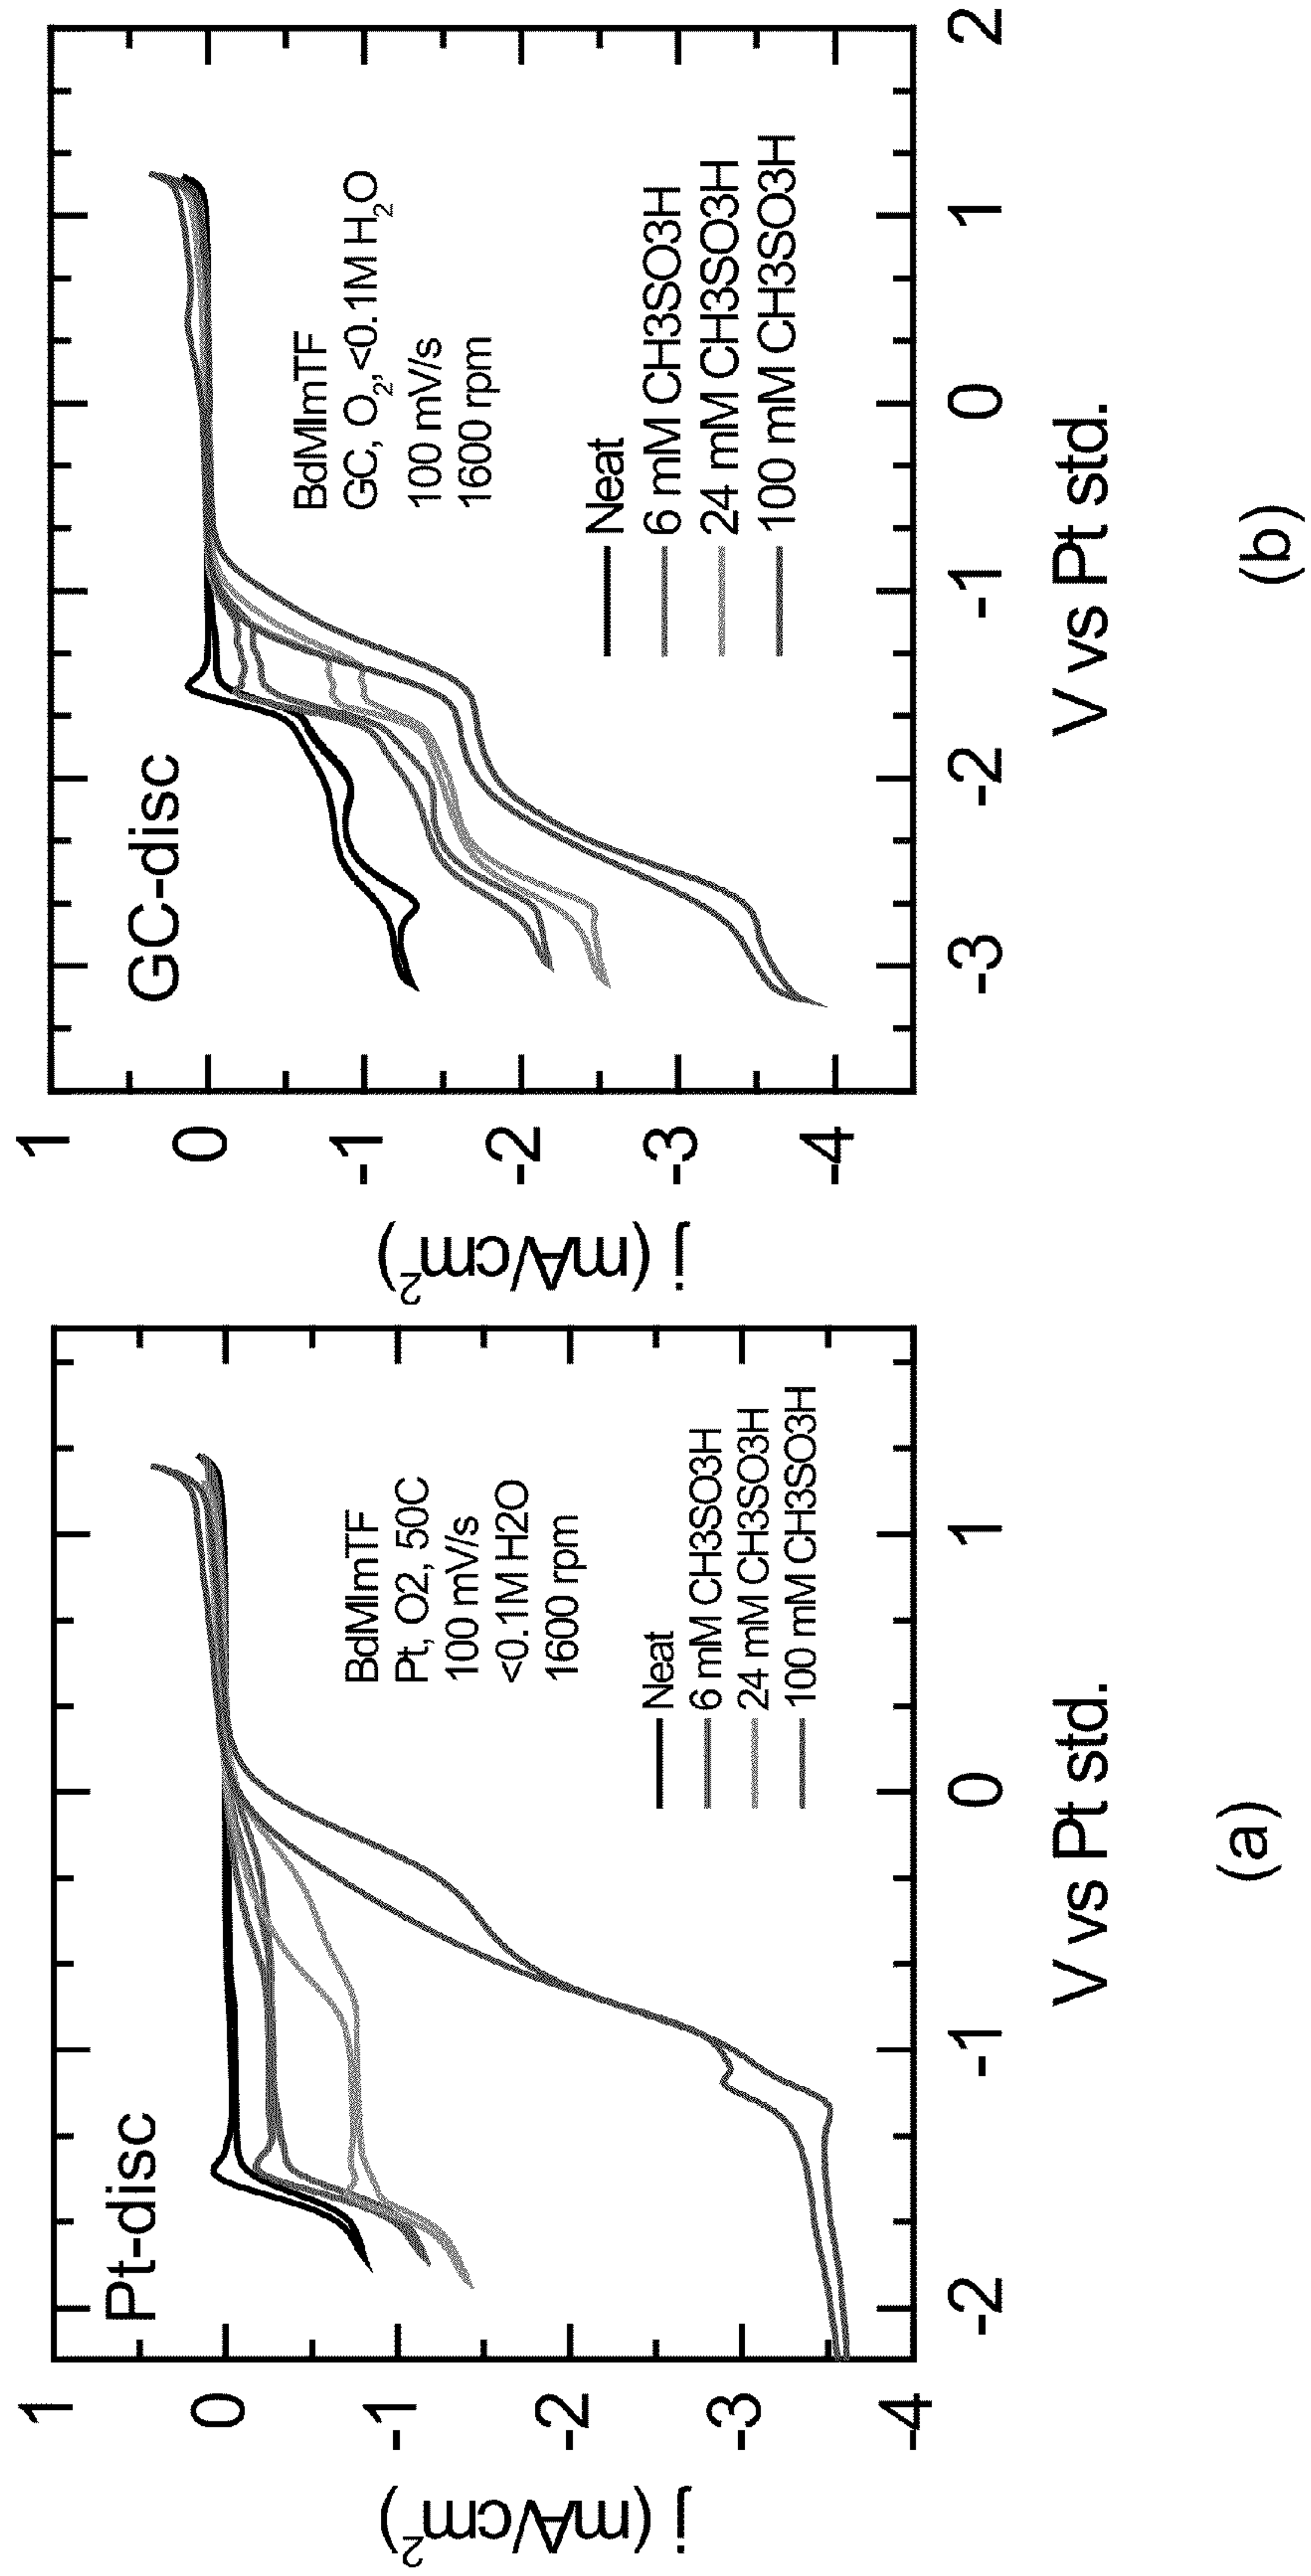 Pt-disc
BdMImTF
Pt, O2, 50C
100 mV/s
<0.1M H2O
1600 rpm
Neat
6 mM CH3SO3H
24 mM CH3SO3H
100 mM CH3SO3H
j (mA/cm²)
1
0
-1
-2
-3
-4
-2
-1
0
1
V vs Pt std.
(a)
GC-disc
BdMImTF
GC, O₂, <0.1M H₂O
100 mV/s
1600 rpm
Neat
6 mM CH3SO3H
24 mM CH3SO3H
100 mM CH3SO3H
j (mA/cm²)
1
0
-1
-2
-3
-4
-3
-2
-1
0
1
2
V vs Pt std.
(b)